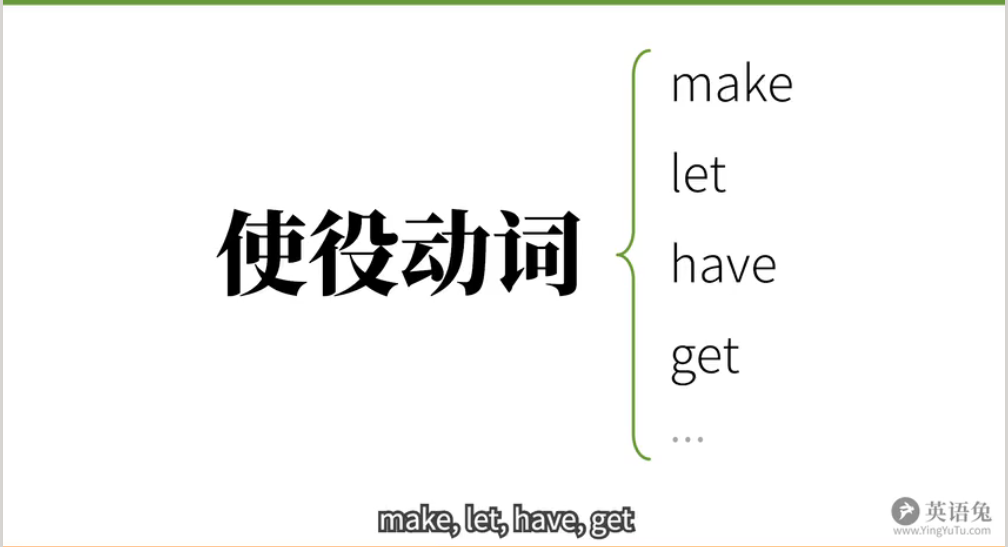 使役动词
make
let
have
get
...
make, let, have, get
英语兔
www.YingYuTu.com